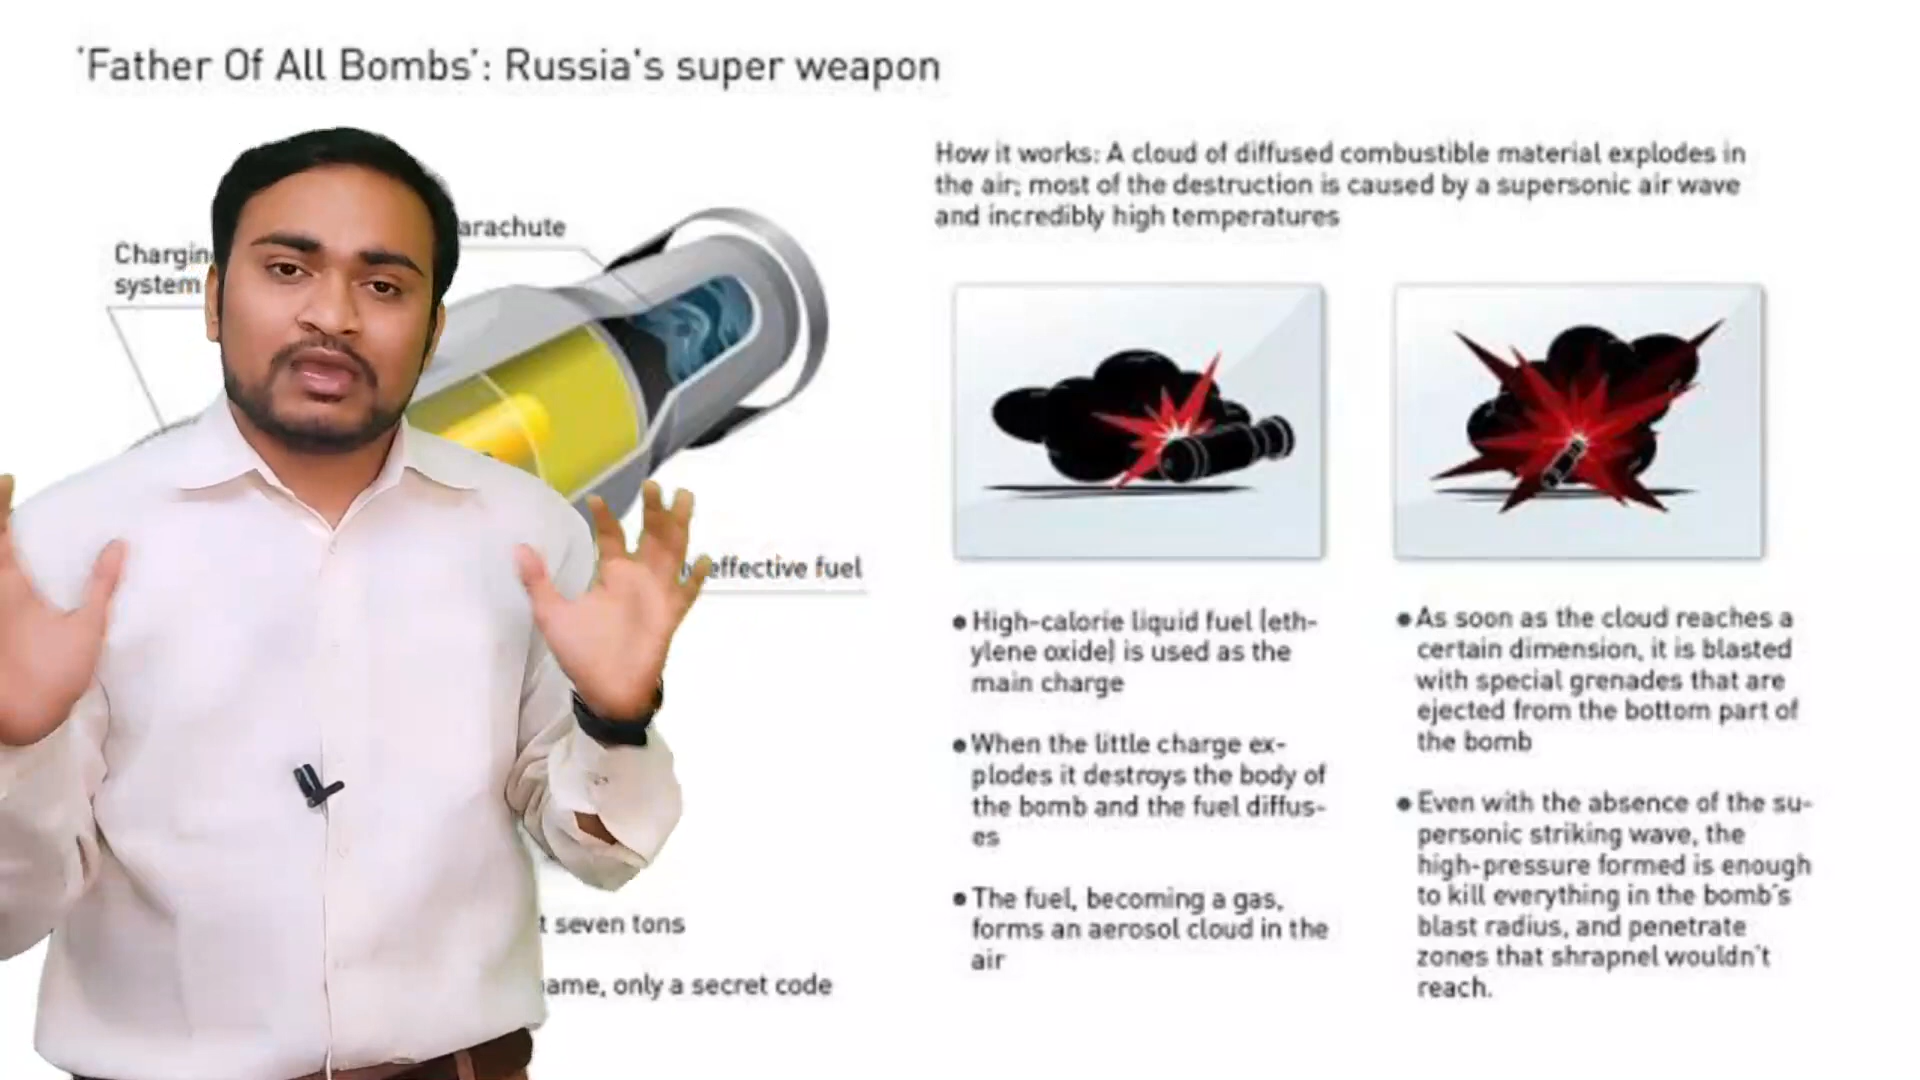 'Father Of All Bombs': Russia's super weapon
How it works: A cloud of diffused combustible material explodes in
the air; most of the destruction is caused by a supersonic air wave
and incredibly high temperatures
arachute
Chargin
system
effective fuel
t seven tons
ame, only a secret code
•High-calorie liquid fuel (eth-
ylene oxide) is used as the
main charge
•When the little charge ex-
plodes it destroys the body of
the bomb and the fuel diffus-
es
•The fuel, becoming a gas,
forms an aerosol cloud in the
air
•As soon as the cloud reaches a
certain dimension, it is blasted
with special grenades that are
ejected from the bottom part of
the bomb
•Even with the absence of the su-
personic striking wave, the
high-pressure formed is enough
to kill everything in the bomb's
blast radius, and penetrate
zones that shrapnel wouldn't
reach.